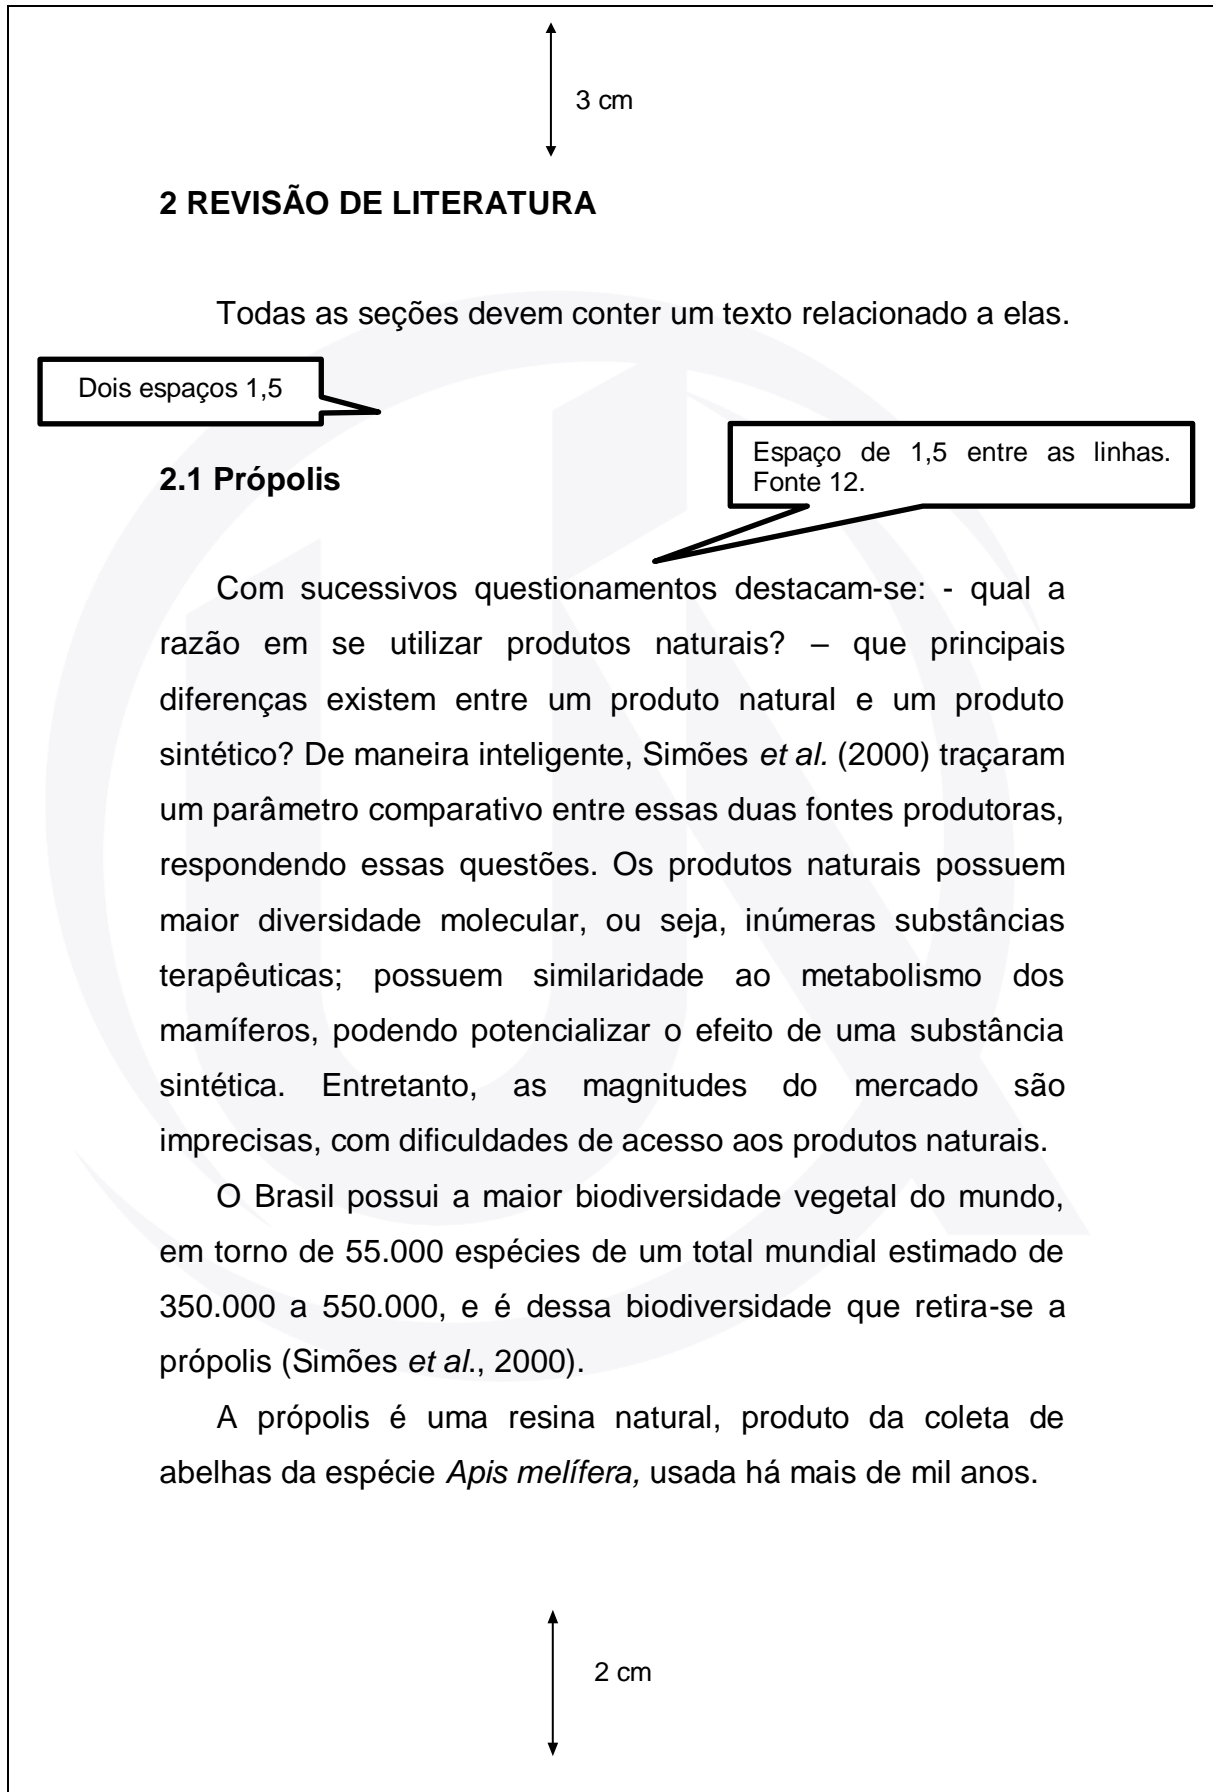 3 cm
2 REVISÃO DE LITERATURA
Todas as seções devem conter um texto relacionado a elas.
Dois espaços 1,5
Espaço de 1,5 entre as linhas.
Fonte 12.
2.1 Própolis
Com sucessivos questionamentos destacam-se: - qual a
razão em se utilizar produtos naturais? – que principais
diferenças existem entre um produto natural e um produto
sintético? De maneira inteligente, Simões et al. (2000) traçaram
um parâmetro comparativo entre essas duas fontes produtoras,
respondendo essas questões. Os produtos naturais possuem
maior diversidade molecular, ou seja, inúmeras substâncias
terapêuticas; possuem similaridade ao metabolismo dos
mamíferos, podendo potencializar o efeito de uma substância
sintética. Entretanto, as magnitudes do mercado são
imprecisas, com dificuldades de acesso aos produtos naturais.
O Brasil possui a maior biodiversidade vegetal do mundo,
em torno de 55.000 espécies de um total mundial estimado de
350.000 a 550.000, e é dessa biodiversidade que retira-se a
própolis (Simões et al., 2000).
A própolis é uma resina natural, produto da coleta de
abelhas da espécie Apis melífera, usada há mais de mil anos.
2 cm